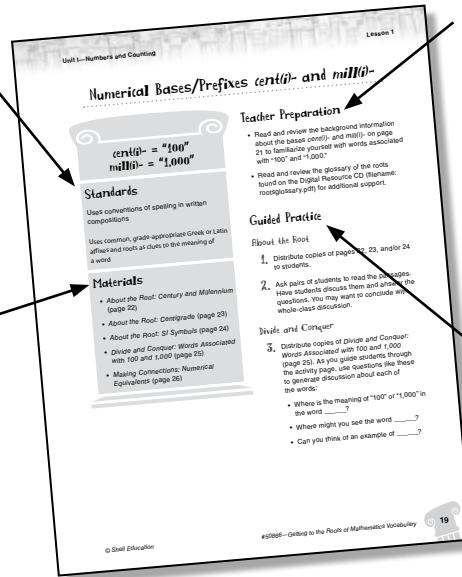 Unit I—Numbers and Counting
Lesson 1
Numerical Bases/Prefixes cent(i)- and mill(i)-
cent(i)- = “100”
mill(i)- = “1,000”
Standards
Uses conventions of spelling in written
compositions
Uses common, grade-appropriate Greek or Latin
affixes and roots as clues to the meaning of
a word
Materials
• About the Root: Century and Millennium
(page 22)
• About the Root: Centigrade (page 23)
• About the Root: SI Symbols (page 24)
• Divide and Conquer: Words Associated
with 100 and 1,000 (page 25)
• Making Connections: Numerical
Equivalents (page 26)
Teacher Preparation
• Read and review the background information
about the bases cent(i)- and mill(i)- on page
21 to familiarize yourself with words associated
with “100” and “1,000.”
• Read and review the glossary of the roots
found on the Digital Resource CD (filename:
rootsglossary.pdf) for additional support.
Guided Practice
About the Root
1. Distribute copies of pages 22, 23, and/or 24
to students.
2. Ask pairs of students to read the passages.
Have students discuss them and answer the
questions. You may want to conclude with
whole-class discussion.
Divide and Conquer
3. Distribute copies of Divide and Conquer:
Words Associated with 100 and 1,000
(page 25). As you guide students through
the activity page, use questions like these
to generate discussion about each of
the words:
• Where is the meaning of “100” or “1,000” in
the word _____?
• Where might you see the word _____?
• Can you think of an example of _____?
© Shell Education
#50866—Getting to the Roots of Mathematics Vocabulary
19